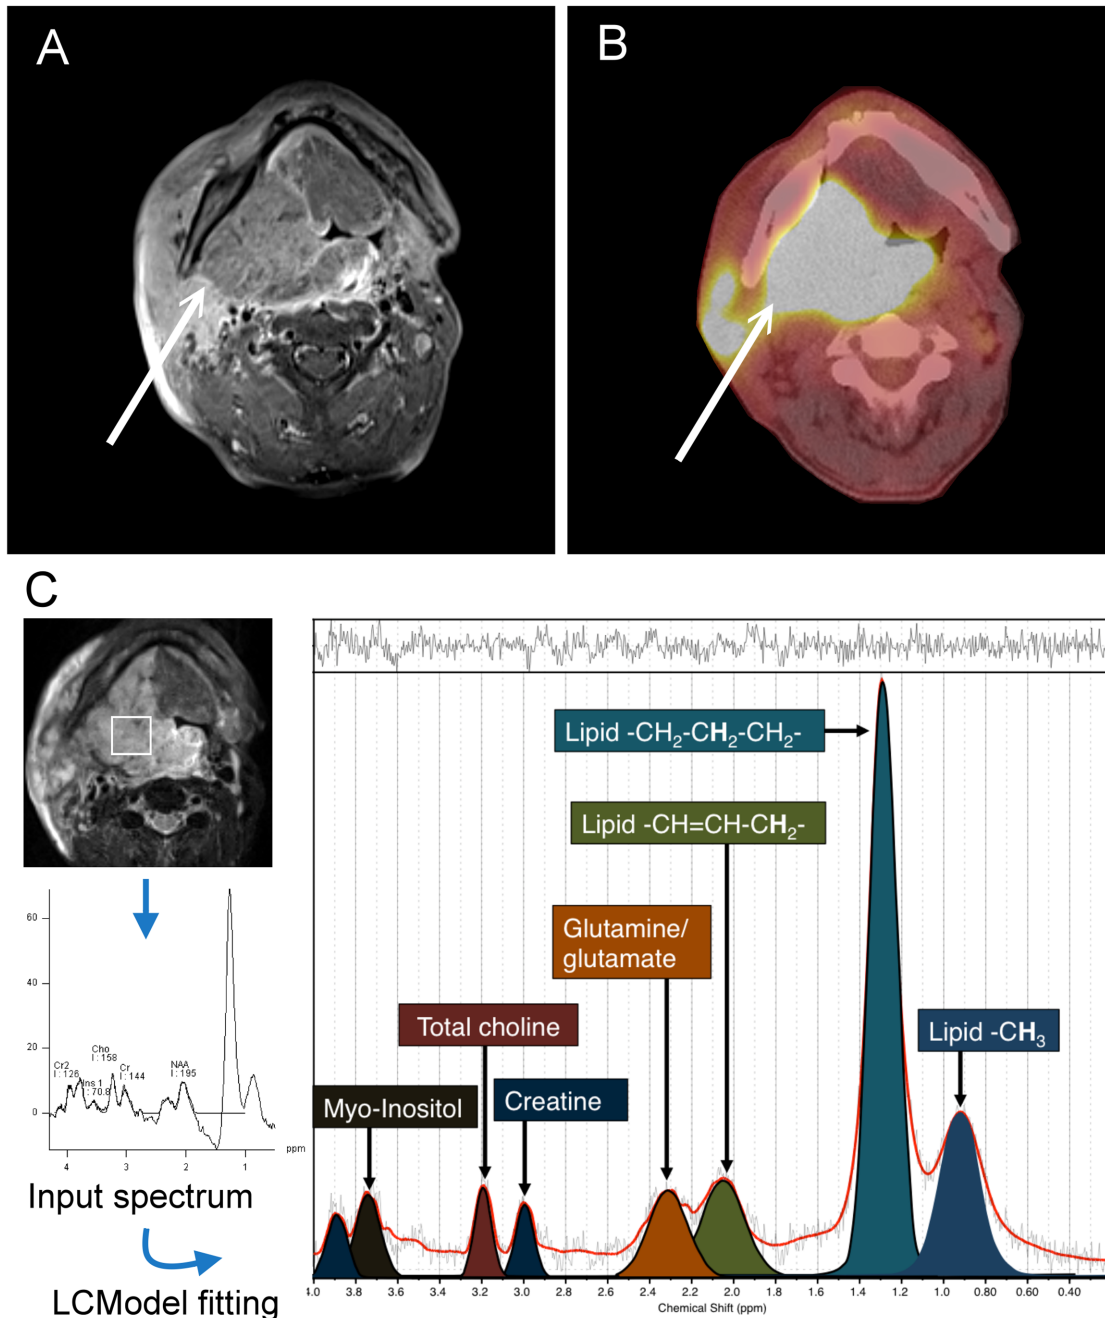 A
B
C
Lipid -CH₂-CH₂-CH₂-
Lipid -CH=CH-CH₂-
Glutamine/
glutamate
Total choline
Lipid -CH₃
Myo-Inositol
Creatine
60
40
20
0
Cho
I : 158
Cr2
I : 126
Ins 1
I : 70.8
Cr
I : 144
NAA
I : 195
4 3 2 1
ppm
Input spectrum
LCModel fitting
4.0 3.8 3.6 3.4 3.2 3.0 2.8 2.6 2.4 2.2 2.0 1.8 1.6 1.4 1.2 1.0 0.80 0.60 0.40
Chemical Shift (ppm)